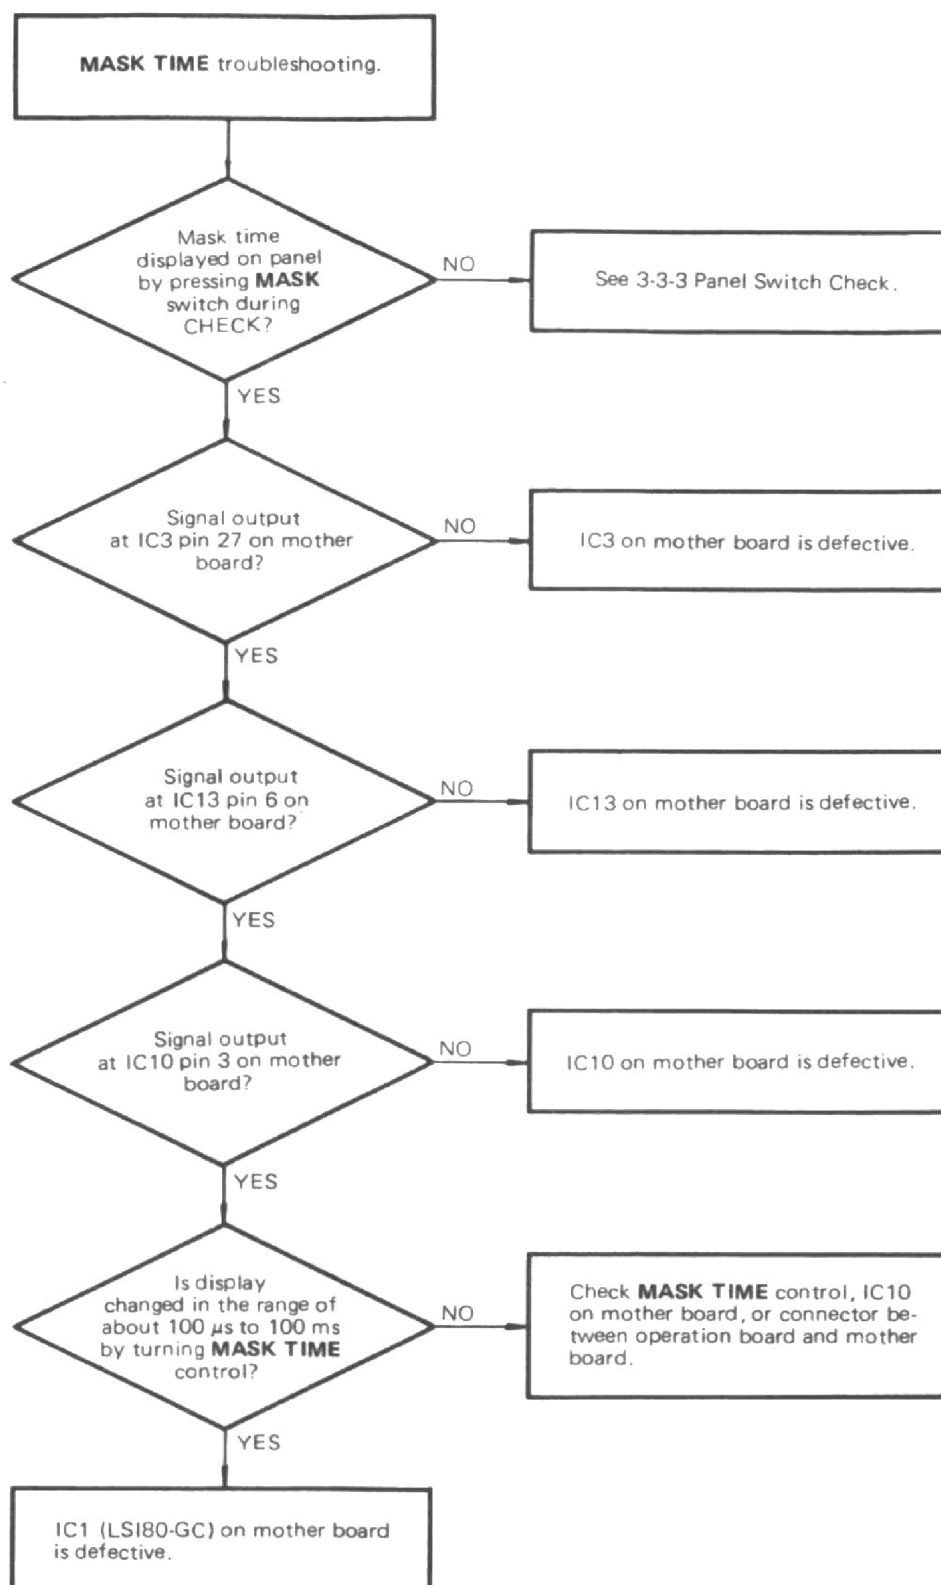 MASK TIME troubleshooting.
Mask time
displayed on panel
by pressing MASK
switch during
CHECK?
NO
See 3-3-3 Panel Switch Check.
YES
Signal output
at IC3 pin 27 on mother
board?
NO
IC3 on mother board is defective.
YES
Signal output
at IC13 pin 6 on
mother board?
NO
IC13 on mother board is defective.
YES
Signal output
at IC10 pin 3 on mother
board?
NO
IC10 on mother board is defective.
YES
Is display
changed in the range of
about 100 μs to 100 ms
by turning MASK TIME
control?
NO
Check MASK TIME control, IC10
on mother board, or connector be-
tween operation board and mother
board.
YES
IC1 (LSI80-GC) on mother board
is defective.